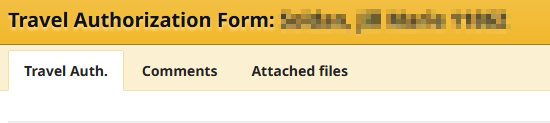 Travel Authorization Form:
Travel Auth.
Comments
Attached files